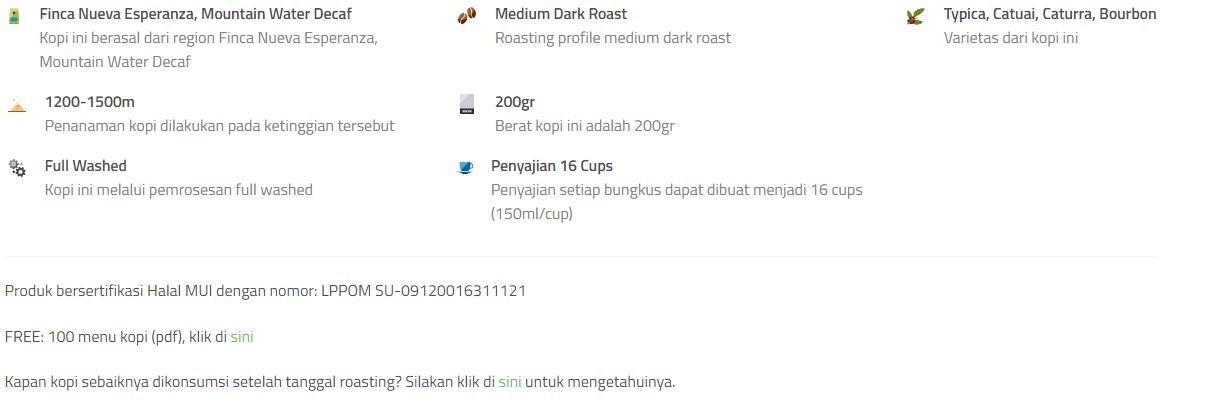 Finca Nueva Esperanza, Mountain Water Decaf
Kopi ini berasal dari region Finca Nueva Esperanza,
Mountain Water Decaf
Medium Dark Roast
Roasting profile medium dark roast
Typica, Catuai, Caturra, Bourbon
Varietas dari kopi ini
1200-1500m
Penanaman kopi dilakukan pada ketinggian tersebut
200gr
Berat kopi ini adalah 200gr
Full Washed
Kopi ini melalui pemrosesan full washed
Penyajian 16 Cups
Penyajian setiap bungkus dapat dibuat menjadi 16 cups
(150ml/cup)
Produk bersertifikasi Halal MUI dengan nomor: LPPOM SU-09120016311121
FREE: 100 menu kopi (pdf), klik di sini
Kapan kopi sebaiknya dikonsumsi setelah tanggal roasting? Silakan klik di sini untuk mengetahuinya.